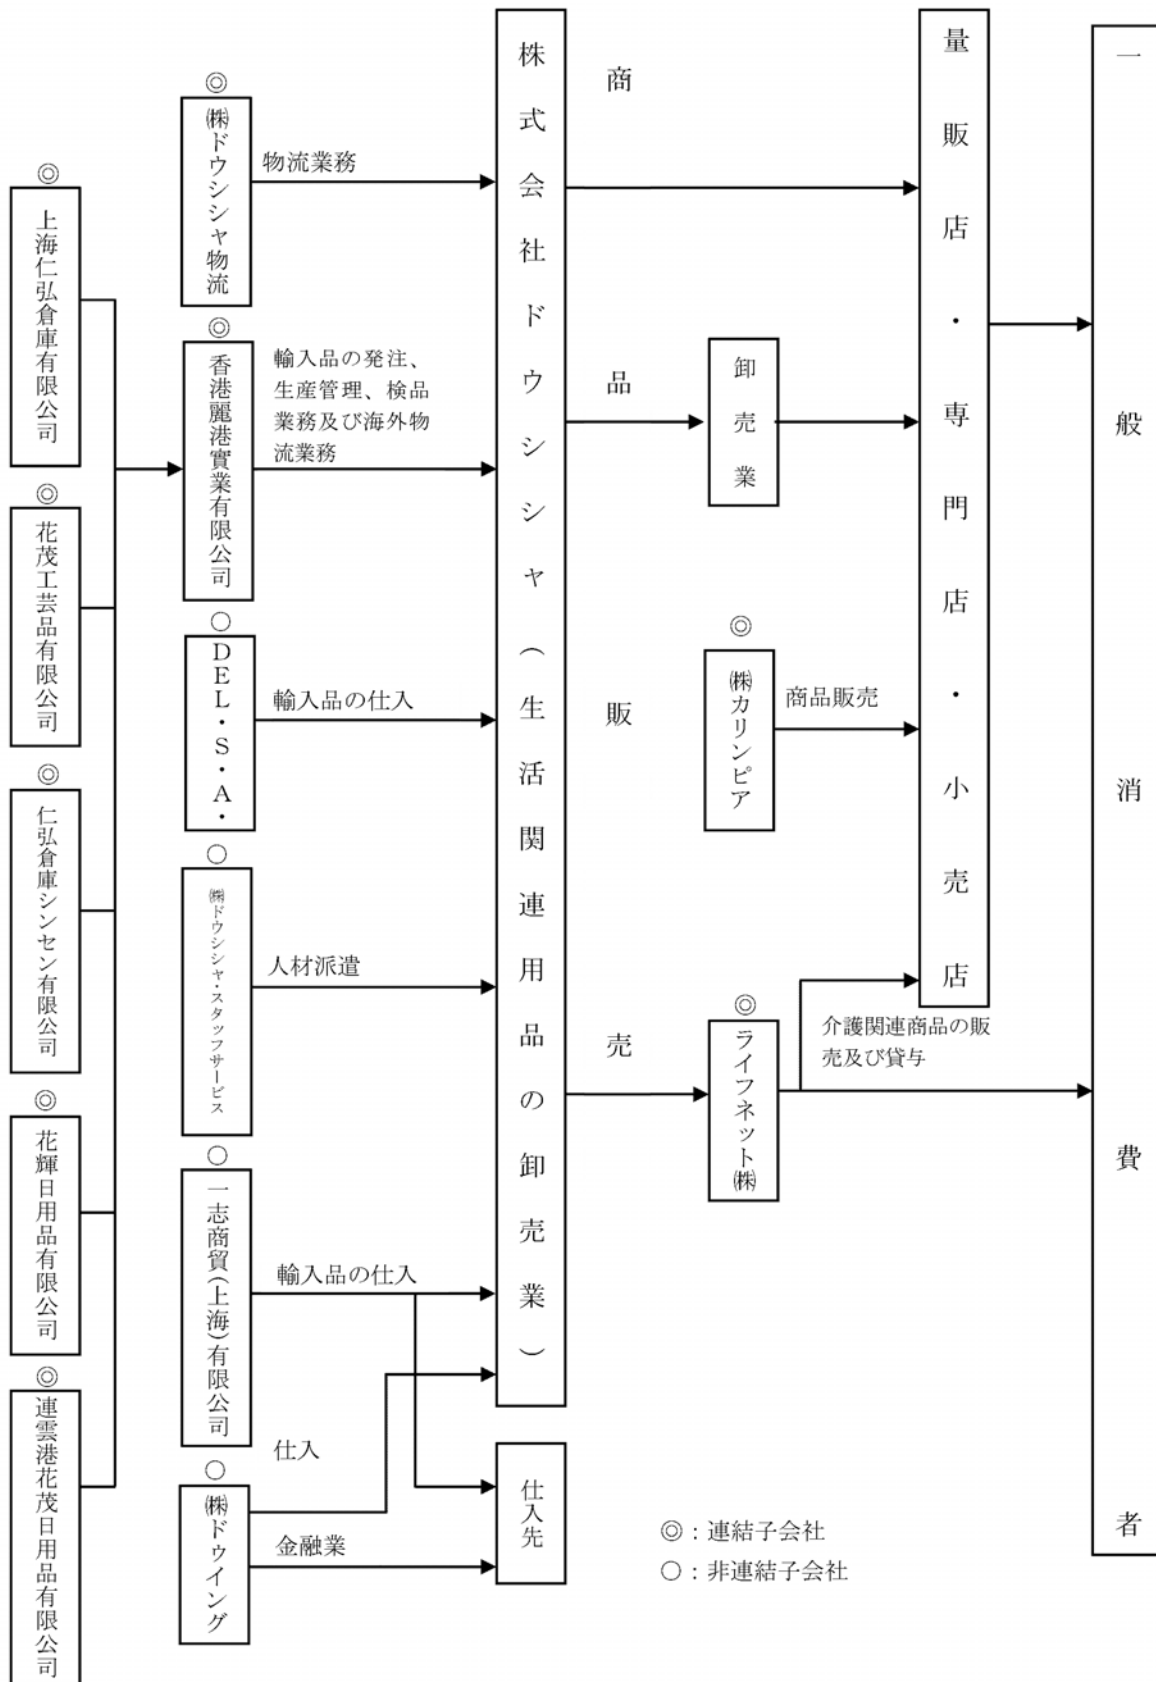 ◎
上海仁弘倉庫有限公司
◎
花茂工芸品有限公司
◎
仁弘倉庫シンセン有限公司
◎
花輝日用品有限公司
◎
連雲港花茂日用品有限公司
◎
㈱ドウシシャ物流
物流業務
◎
香港麗港實業有限公司
輸入品の発注、
生産管理、検品
業務及び海外物
流業務
○
DEL・S・A・
輸入品の仕入
○
㈱ドウシシャ・スタッフサービス
人材派遣
○
一志商貿(上海)有限公司
輸入品の仕入
仕入
○
㈱ドゥイング
金融業
株式会社ドウシシャ(生活関連用品の卸売業)
仕入先
商品販売
卸売業
◎
㈱カリンピア
商品販売
◎
ライフネット㈱
介護関連商品の販
売及び貸与
量販店・専門店・小売店
一般消費者
◎：連結子会社
○：非連結子会社